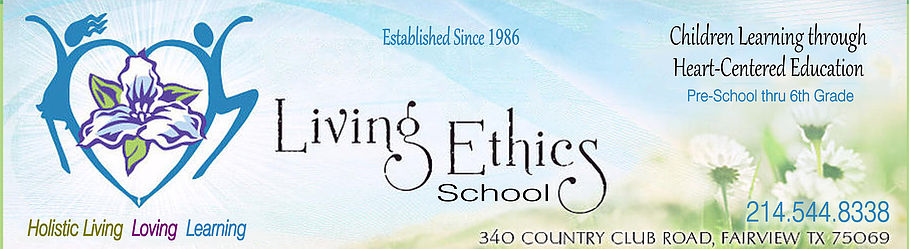 Established Since 1986
Children Learning through
Heart-Centered Education
Pre-School thru 6th Grade
Living Ethics
School
Holistic Living Loving Learning
214.544.8338
340 COUNTRY CLUB ROAD, FAIRVIEW TX 75069